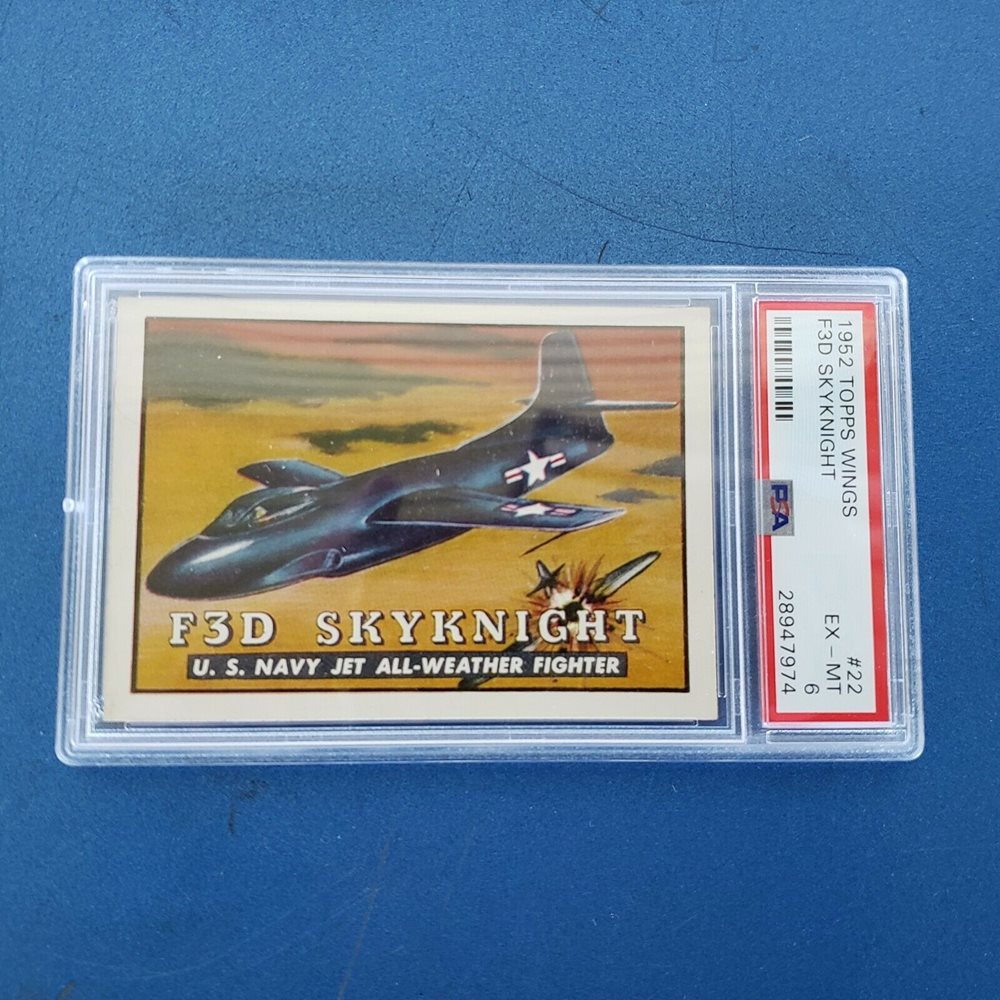 F3D SKYKNIGHT
U. S. NAVY JET ALL-WEATHER FIGHTER
1952 TOPPS WINGS #22
F3D SKYKNIGHT EX - MT
6
PSA 28947974